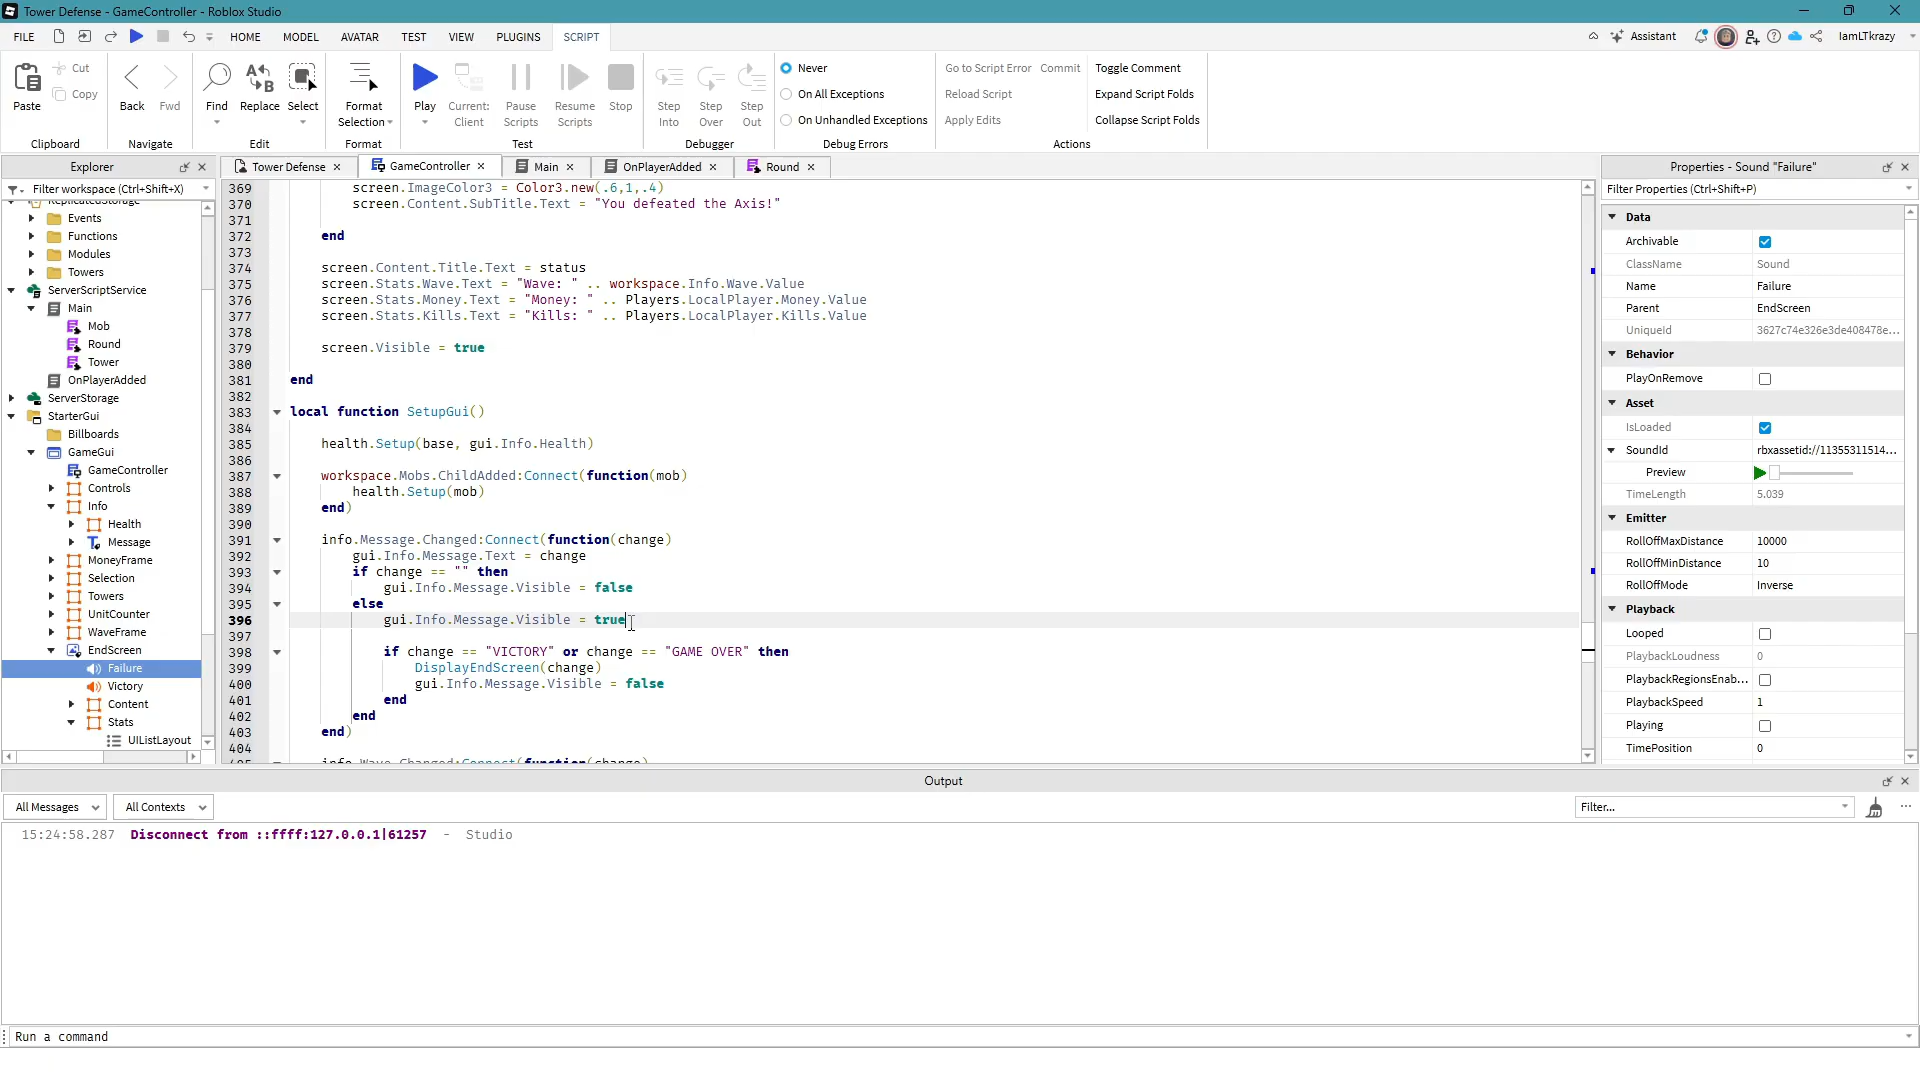 Tower Defense - GameController - Roblox Studio
FILE HOME MODEL AVATAR TEST VIEW PLUGINS SCRIPT Assistant IamLTkrazy
Paste Cut Copy Clipboard
Back Fwd Navigate
Find Replace Select Edit
Format Selection Format
Play Current: Client Pause Scripts Resume Scripts Stop Test
Step Into Step Over Step Out Debugger
Never
On All Exceptions
On Unhandled Exceptions
Debug Errors
Go to Script Error Commit Toggle Comment
Reload Script Expand Script Folds
Apply Edits Collapse Script Folds
Actions
Explorer
Filter workspace (Ctrl+Shift+X)
ReplicatedStorage
Events
Functions
Modules
Towers
ServerScriptService
Main
Mob
Round
Tower
OnPlayerAdded
ServerStorage
StarterGui
Billboards
GameGui
GameController
Controls
Info
Health
Message
MoneyFrame
Selection
Towers
UnitCounter
WaveFrame
EndScreen
Failure
Victory
Content
Stats
UIListLayout
Tower Defense GameController Main OnPlayerAdded Round
369 screen.ImageColor3 = Color3.new(.6,1,.4)
370 screen.Content.SubTitle.Text = "You defeated the Axis!"
371
372 end
373
374 screen.Content.Title.Text = status
375 screen.Stats.Wave.Text = "Wave: " .. workspace.Info.Wave.Value
376 screen.Stats.Money.Text = "Money: " .. Players.LocalPlayer.Money.Value
377 screen.Stats.Kills.Text = "Kills: " .. Players.LocalPlayer.Kills.Value
378
379 screen.Visible = true
380
381 end
382
383 local function SetupGui()
384
385 health.Setup(base, gui.Info.Health)
386
387 workspace.Mobs.ChildAdded:Connect(function(mob)
388 health.Setup(mob)
389 end)
390
391 info.Message.Changed:Connect(function(change)
392 gui.Info.Message.Text = change
393 if change == "" then
394 gui.Info.Message.Visible = false
395 else
396 gui.Info.Message.Visible = true
397
398 if change == "VICTORY" or change == "GAME OVER" then
399 DisplayEndScreen(change)
400 gui.Info.Message.Visible = false
401 end
402 end
403 end)
404
405 info.Wave.Changed:Connect(function(change)
Properties - Sound "Failure"
Filter Properties (Ctrl+Shift+P)
Data
Archivable
ClassName Sound
Name Failure
Parent EndScreen
UniqueId 3627c74e326e3de408478e...
Behavior
PlayOnRemove
Asset
IsLoaded
SoundId rbxassetid://11355311514...
Preview
TimeLength 5.039
Emitter
RollOffMaxDistance 10000
RollOffMinDistance 10
RollOffMode Inverse
Playback
Looped
PlaybackLoudness 0
PlaybackRegionsEnab...
PlaybackSpeed 1
Playing
TimePosition 0
Output
All Messages All Contexts Filter...
15:24:58.287 Disconnect from ::ffff:127.0.0.1|61257 - Studio
Run a command